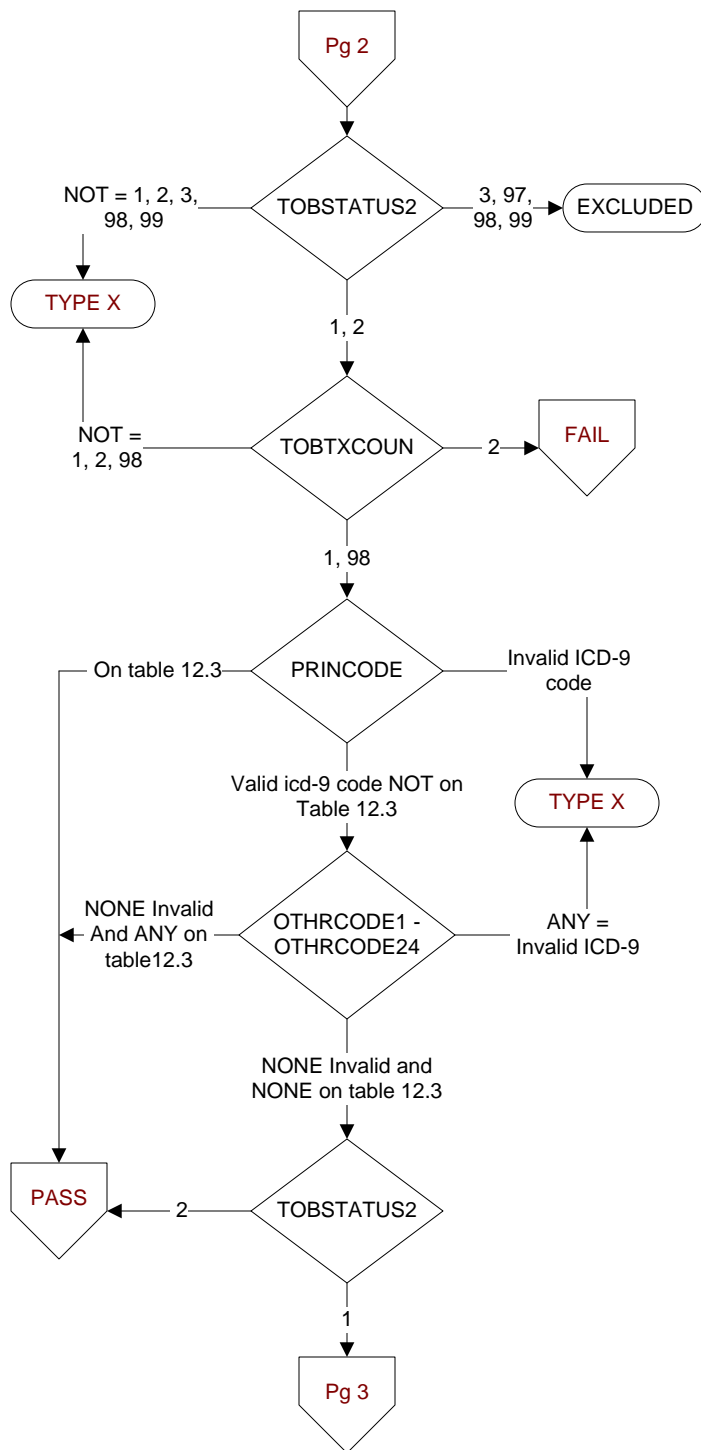 Pg 2
NOT = 1, 2, 3,
98, 99
TOBSTATUS2
3, 97,
98, 99
EXCLUDED
TYPE X
1, 2
NOT =
1, 2, 98
TOBTXCOUN
2
FAIL
1, 98
On table 12.3
PRINCODE
Invalid ICD-9
code
Valid icd-9 code NOT on
Table 12.3
TYPE X
NONE Invalid
And ANY on
table12.3
OTHRCODE1 -
OTHRCODE24
ANY =
Invalid ICD-9
NONE Invalid and
NONE on table 12.3
PASS
2
TOBSTATUS2
1
Pg 3